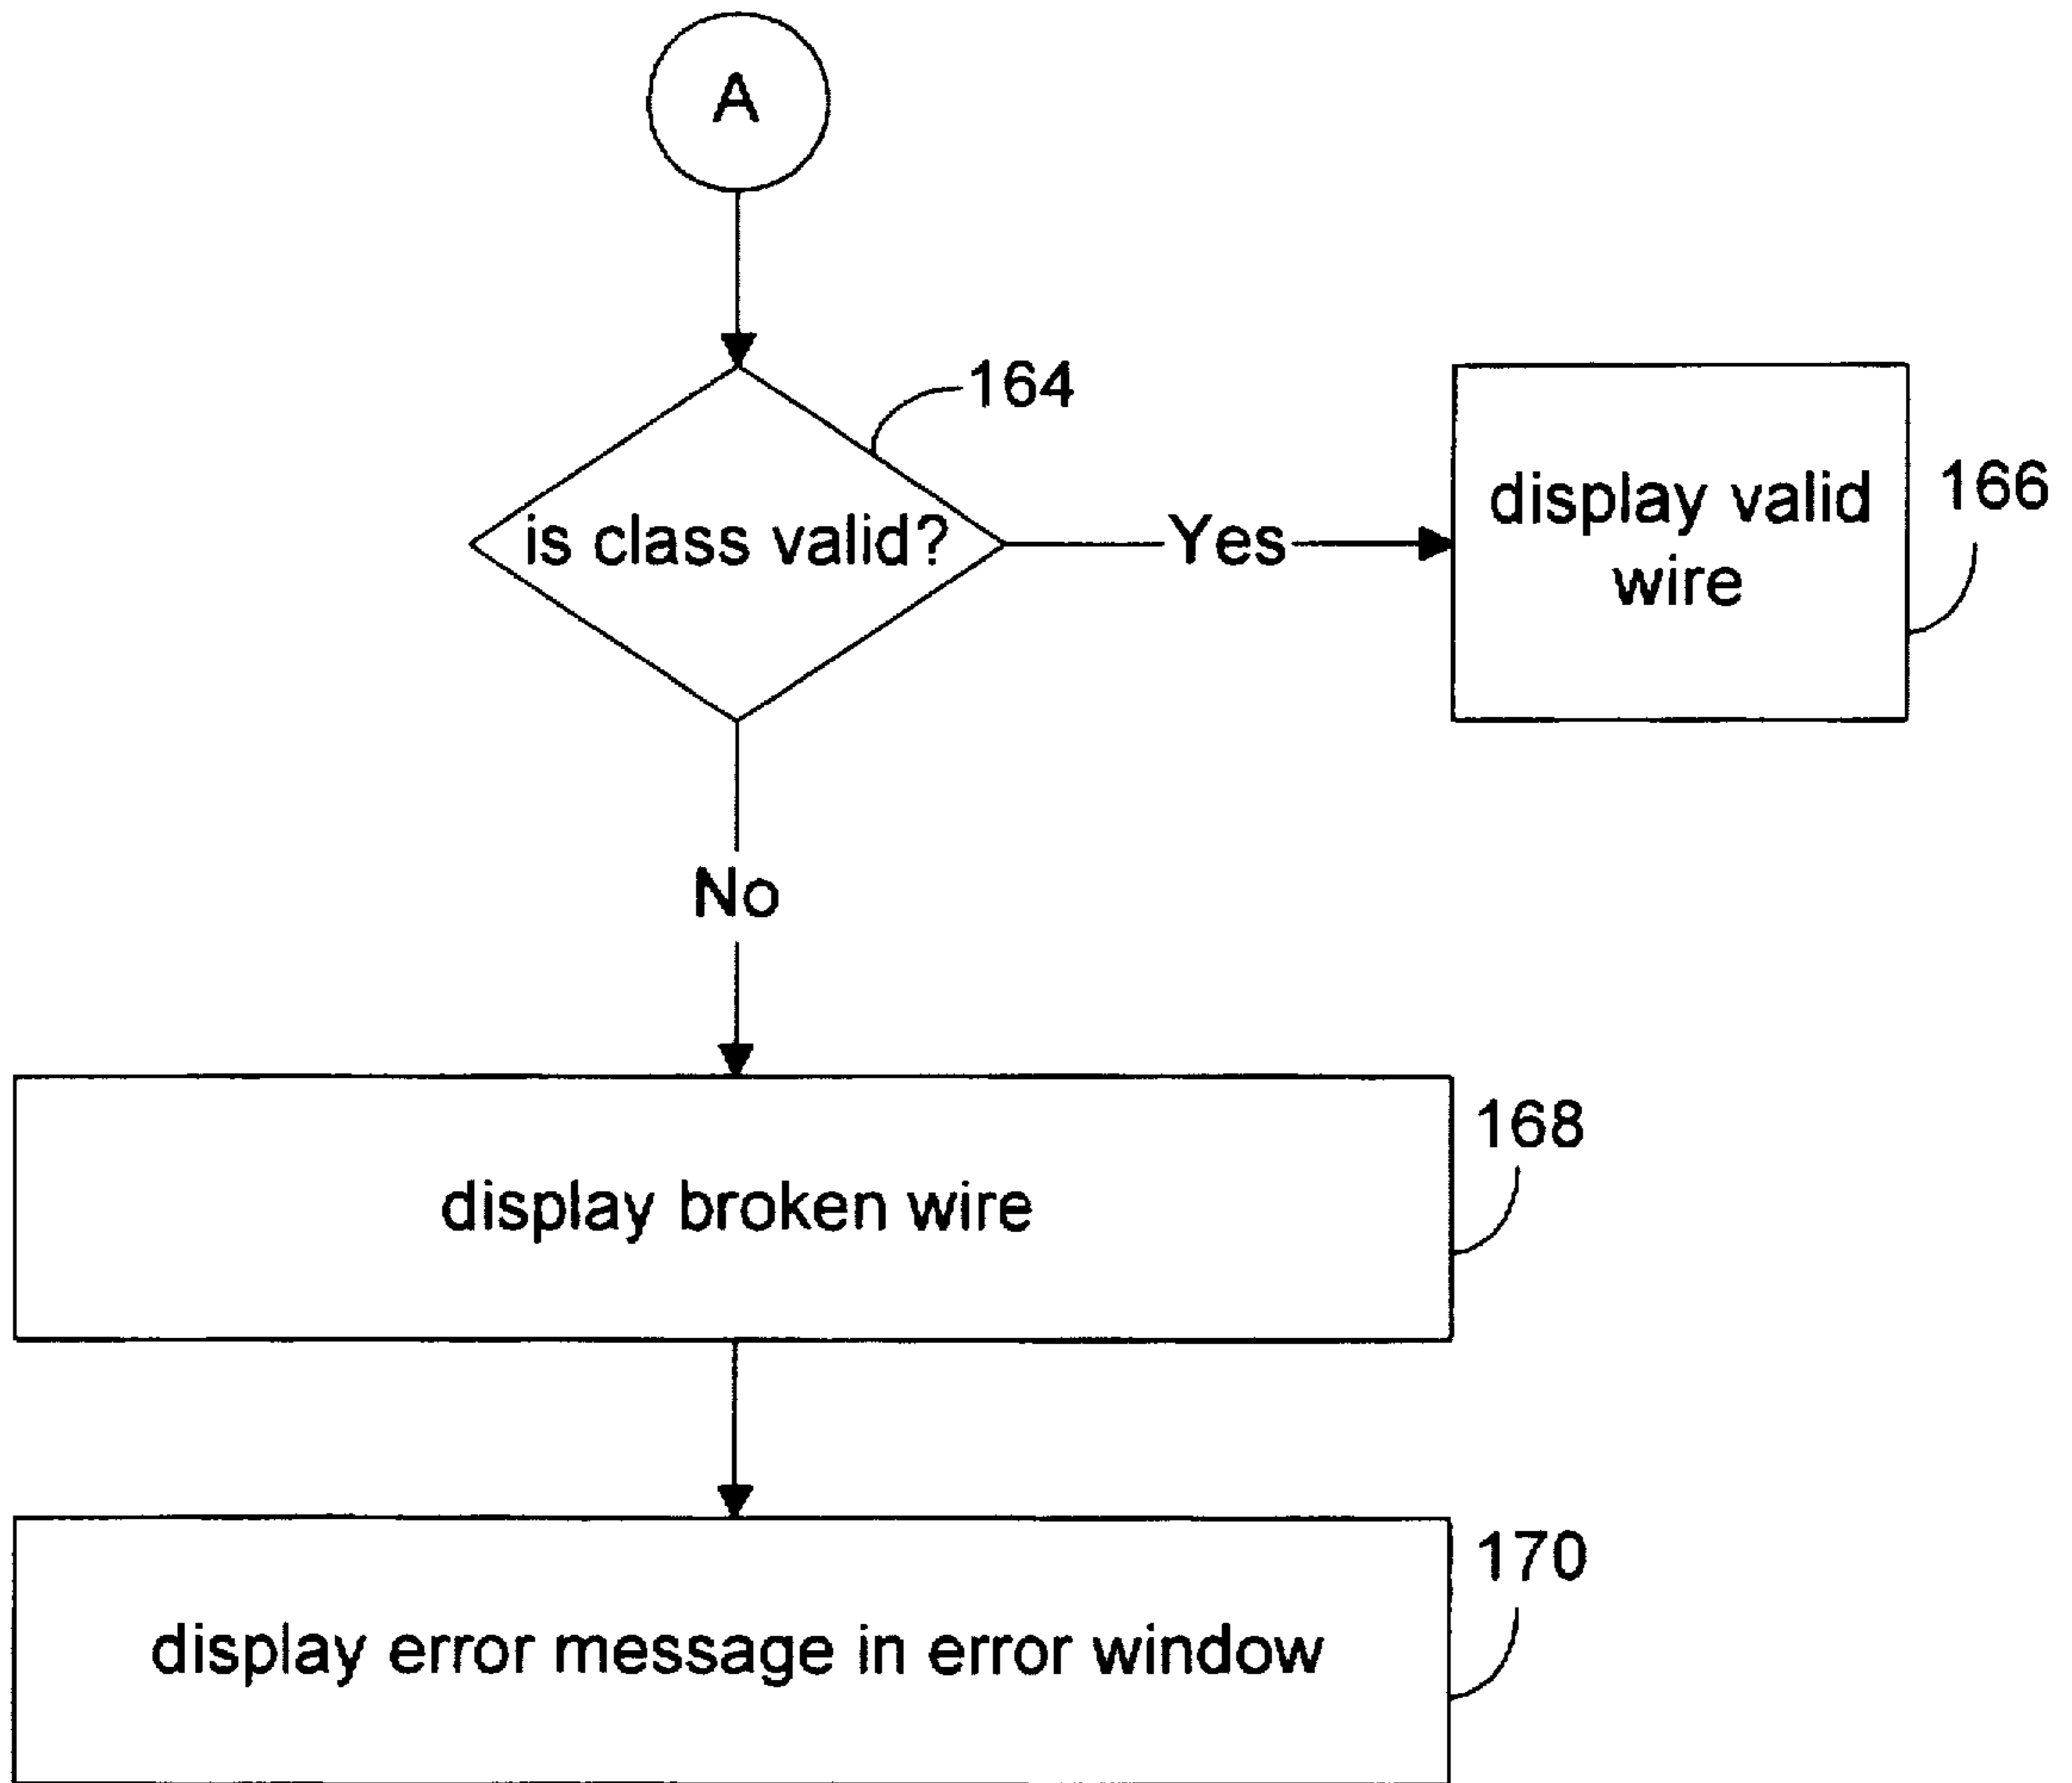 A
164
is class valid?
Yes
display valid
wire
166
No
168
display broken wire
170
display error message in error window